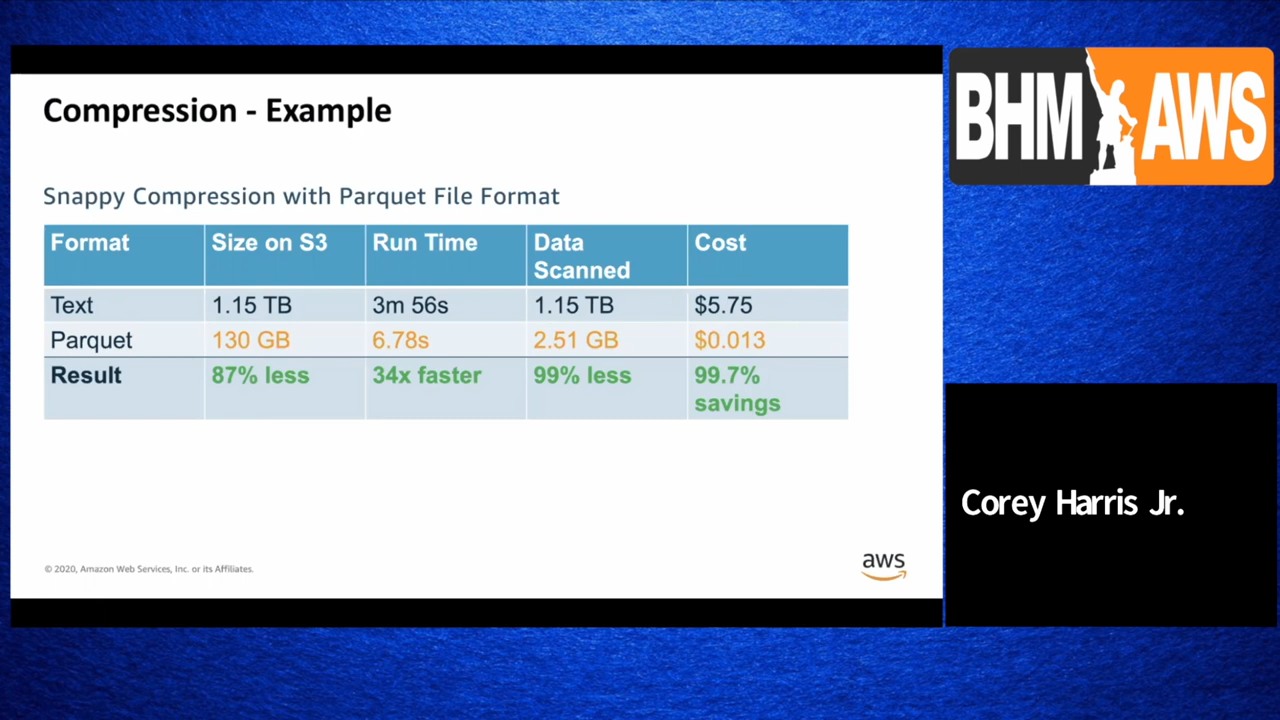 Compression - Example
Snappy Compression with Parquet File Format
Format Size on S3 Run Time Data Scanned Cost
Text 1.15 TB 3m 56s 1.15 TB $5.75
Parquet 130 GB 6.78s 2.51 GB $0.013
Result 87% less 34x faster 99% less 99.7% savings
© 2020, Amazon Web Services, Inc. or its Affiliates.
aws
BHM AWS
Corey Harris Jr.